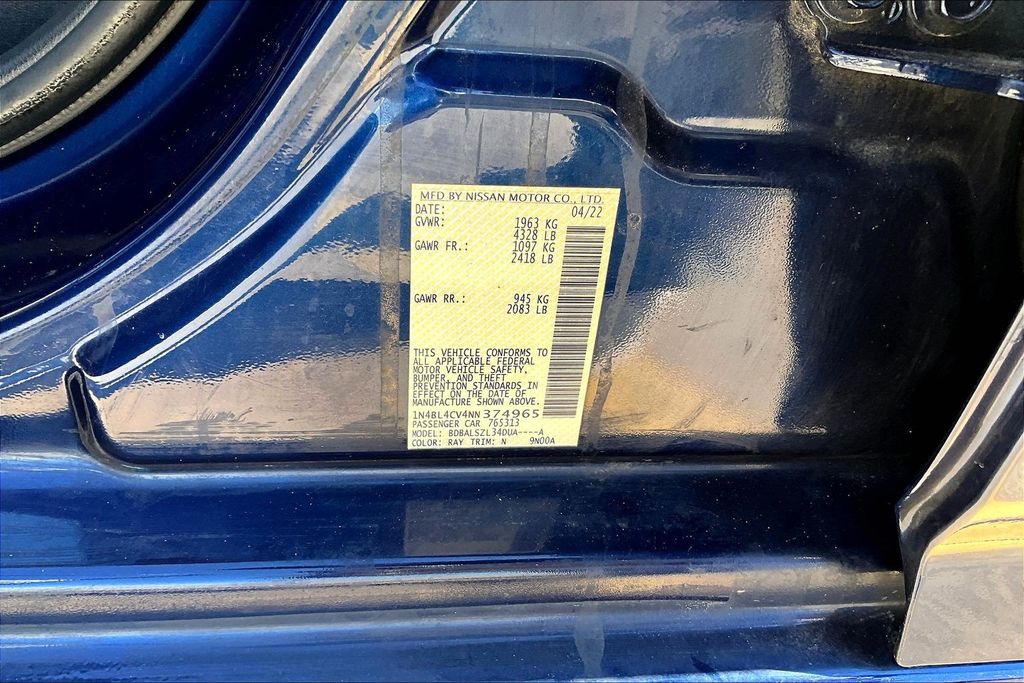 MFD BY NISSAN MOTOR CO., LTD.
DATE: 04/22
GVWR: 1963 KG
4328 LB
GAWR FR.: 1097 KG
2418 LB
GAWR RR.: 945 KG
2083 LB
THIS VEHICLE CONFORMS TO
ALL APPLICABLE FEDERAL
MOTOR VEHICLE SAFETY,
BUMPER, AND THEFT
PREVENTION STANDARDS IN
EFFECT ON THE DATE OF
MANUFACTURE SHOWN ABOVE.
1N4BL4CV4NN374965
PASSENGER CAR 765313
MODEL: BDBALSZL34DUA----A
COLOR: RAY TRIM: N 9N00A